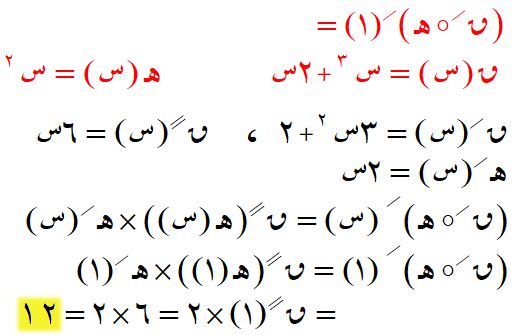 (ق′ ○ هـ)′(١) =
ق(س) = س٣ + ٢س هـ(س) = س٢
ق′(س) = ٣س٢ + ٢ ، ق″(س) = ٦س
هـ′(س) = ٢س
(ق′ ○ هـ)′(س) = ق″(هـ(س)) × هـ′(س)
(ق′ ○ هـ)′(١) = ق″(هـ(١)) × هـ′(١)
= ق″(١) × ٢ = ٦ × ٢ = ١٢